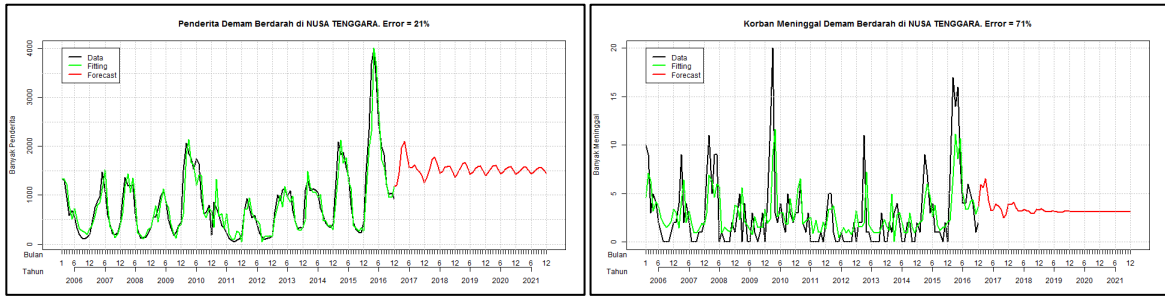 Penderita Demam Berdarah di NUSA TENGGARA. Error = 21%
Data
Fitting
Forecast
Banyak Penderita
4000
3000
2000
1000
0
Bulan 1 6 12 6 12 6 12 6 12 6 12 6 12 6 12 6 12 6 12 6 12 6 12 6 12 6 12 6 12 6 12 6 12
Tahun 2006 2007 2008 2009 2010 2011 2012 2013 2014 2015 2016 2017 2018 2019 2020 2021
Korban Meninggal Demam Berdarah di NUSA TENGGARA. Error = 71%
Data
Fitting
Forecast
Banyak Meninggal
20
15
10
5
0
Bulan 1 6 12 6 12 6 12 6 12 6 12 6 12 6 12 6 12 6 12 6 12 6 12 6 12 6 12 6 12 6 12 6 12
Tahun 2006 2007 2008 2009 2010 2011 2012 2013 2014 2015 2016 2017 2018 2019 2020 2021